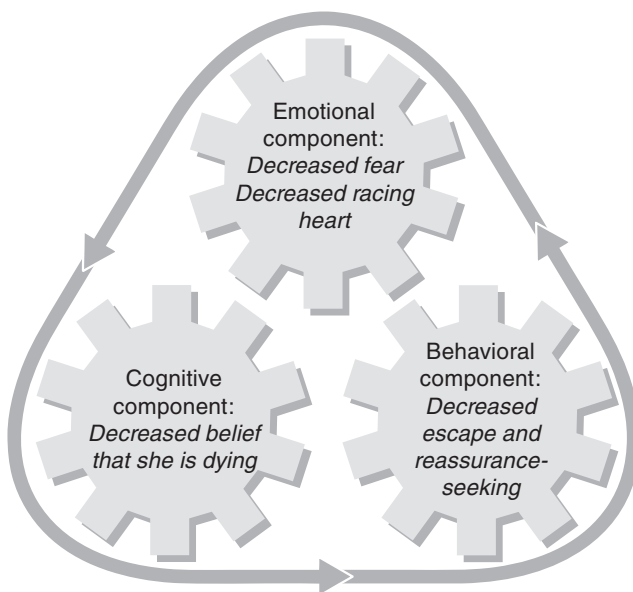 Emotional
component:
Decreased fear
Decreased racing
heart
Cognitive
component:
Decreased belief
that she is dying
Behavioral
component:
Decreased
escape and
reassurance-
seeking